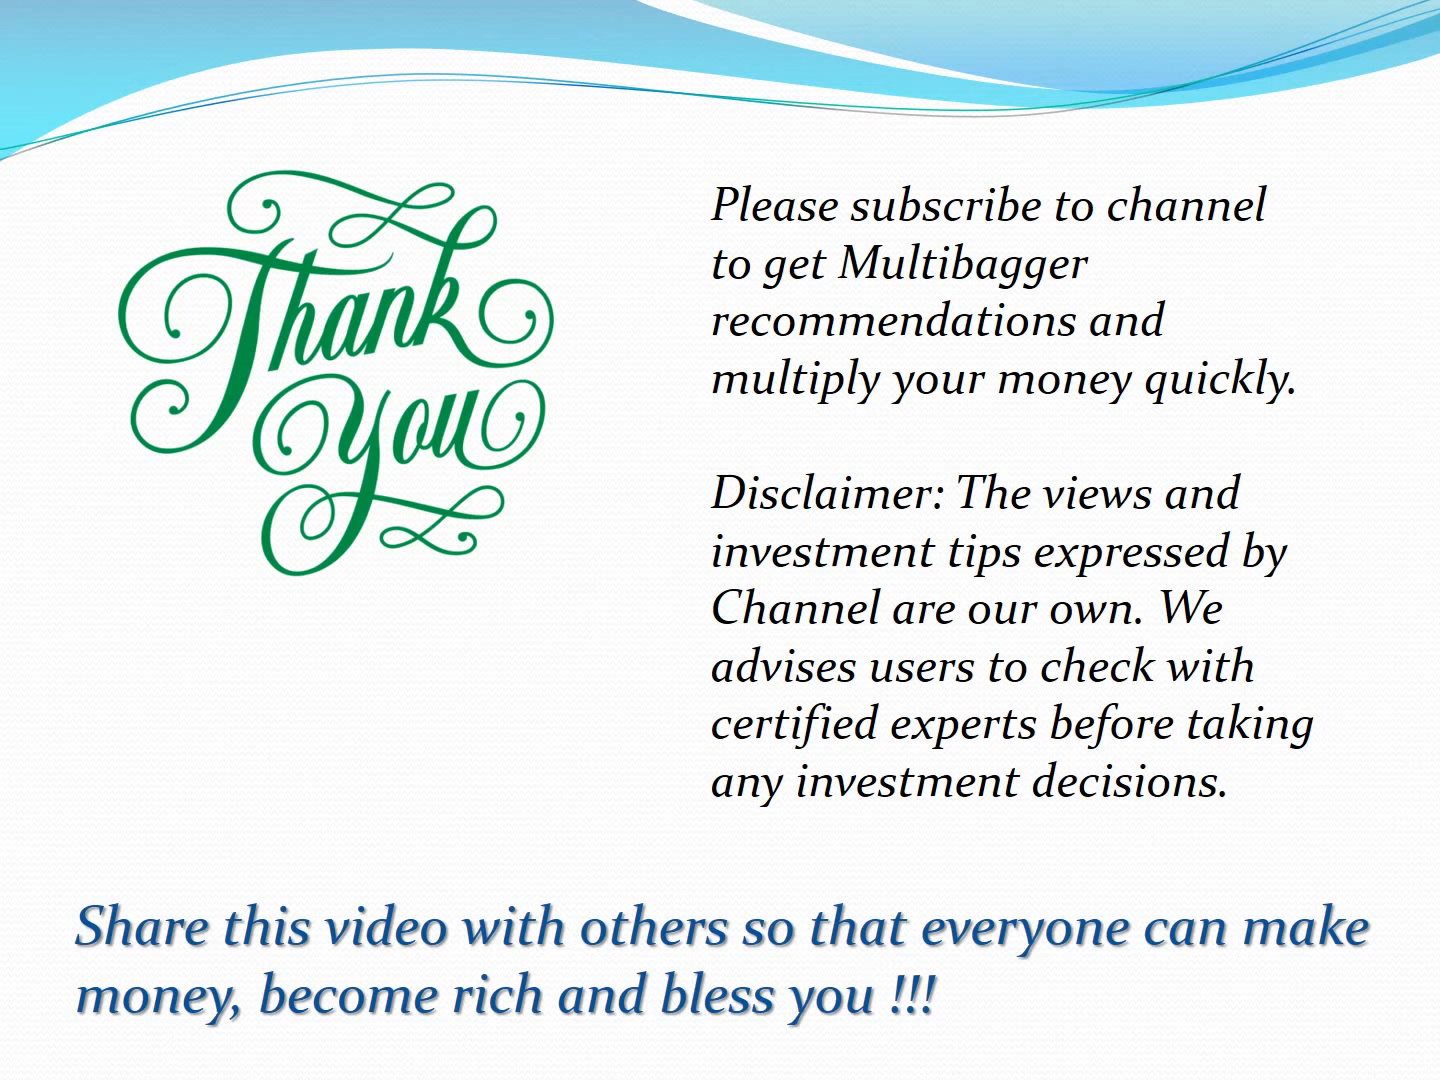 Thank
You
Please subscribe to channel
to get Multibagger
recommendations and
multiply your money quickly.
Disclaimer: The views and
investment tips expressed by
Channel are our own. We
advises users to check with
certified experts before taking
any investment decisions.
Share this video with others so that everyone can make
money, become rich and bless you !!!